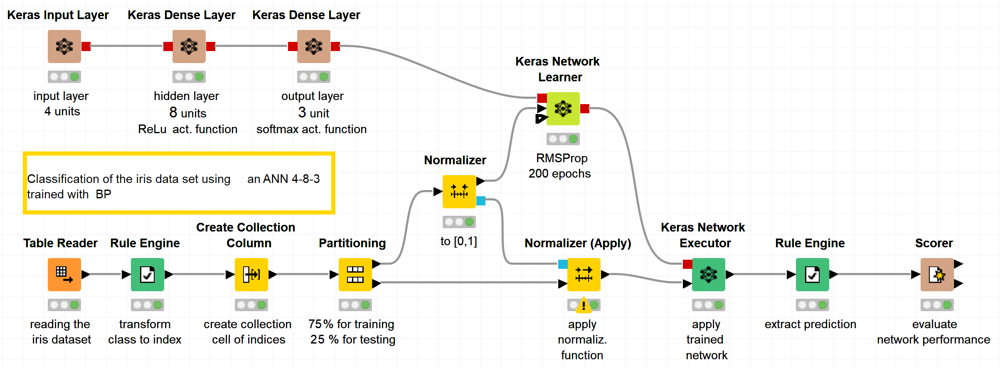 Keras Input Layer
Keras Dense Layer
Keras Dense Layer
input layer
4 units
hidden layer
8 units
ReLu  act. function
output layer
3 unit
softmax act. function
Keras Network
Learner
RMSProp
200 epochs
Classification of the iris data set using     an ANN 4-8-3
trained with  BP
Normalizer
to [0,1]
Table Reader
reading the
iris dataset
Rule Engine
transform
class to index
Create Collection
Column
create collection
cell of indices
Partitioning
75% for training
25 % for testing
Normalizer (Apply)
apply
normaliz.
function
Keras Network
Executor
apply
trained
network
Rule Engine
extract prediction
Scorer
evaluate
network performance